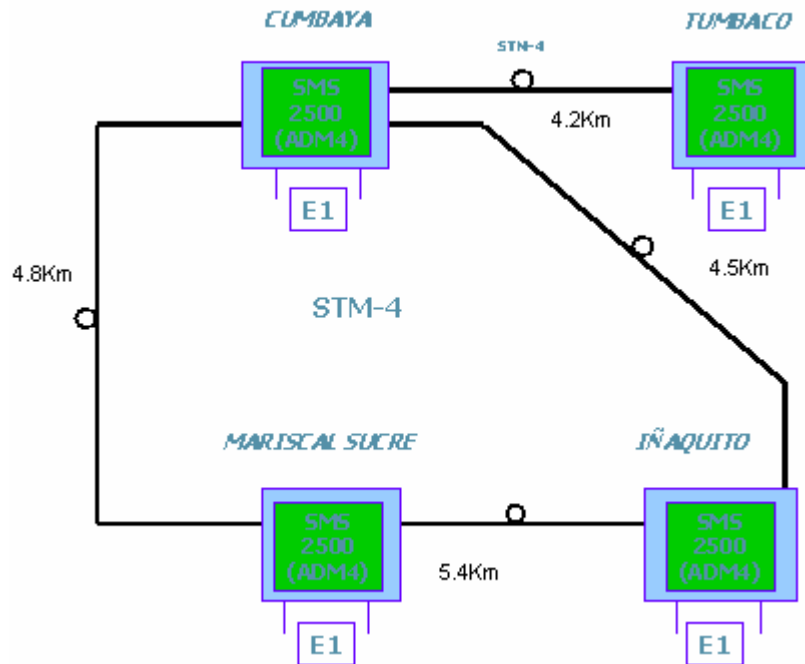 CUMBAYA
TUMBACO
STN-4
SMS
2500
(ADM4)
SMS
2500
(ADM4)
4.2Km
E1
E1
4.8Km
4.5Km
STM-4
MARISCAL SUCRE
IÑAQUITO
SMS
2500
(ADM4)
SMS
2500
(ADM4)
5.4Km
E1
E1